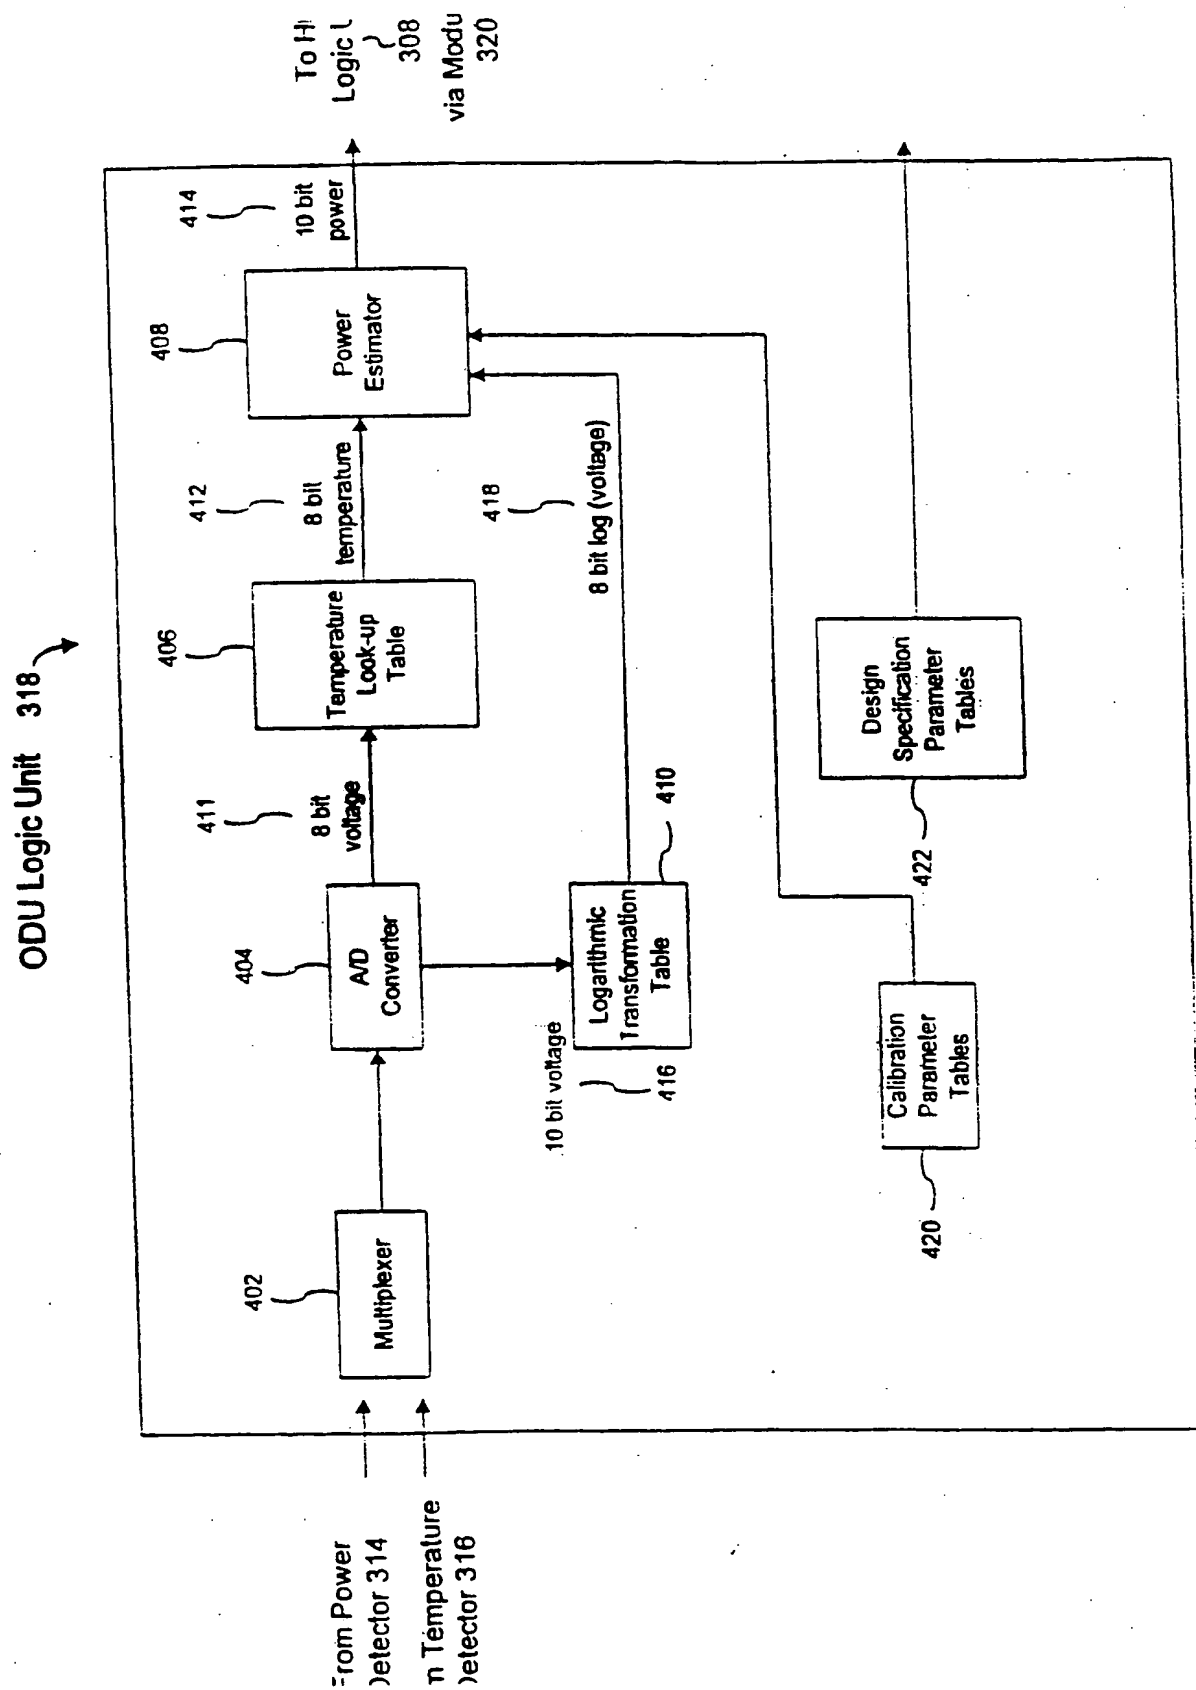 ODU Logic Unit 318
From Power
Detector 314
Temperature
Detector 316
402
Multiplexer
404
A/D
Converter
411
8 bit
voltage
406
Temperature
Look-up
Table
412
8 bit
temperature
408
Power
Estimator
414
10 bit
power
To
Logic
308
via
320
10 bit voltage
416
Logarithmic
Transformation
Table
410
418
8 bit log (voltage)
420
Calibration
Parameter
Tables
422
Design
Specification
Parameter
Tables